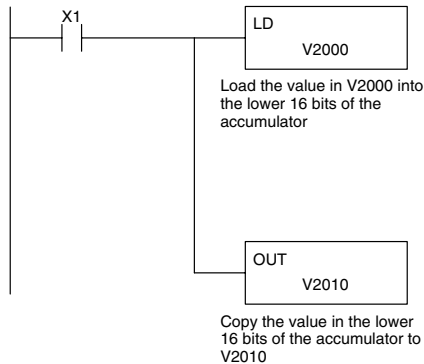 X1
LD
V2000
Load the value in V2000 into
the lower 16 bits of the
accumulator
OUT
V2010
Copy the value in the lower
16 bits of the accumulator to
V2010